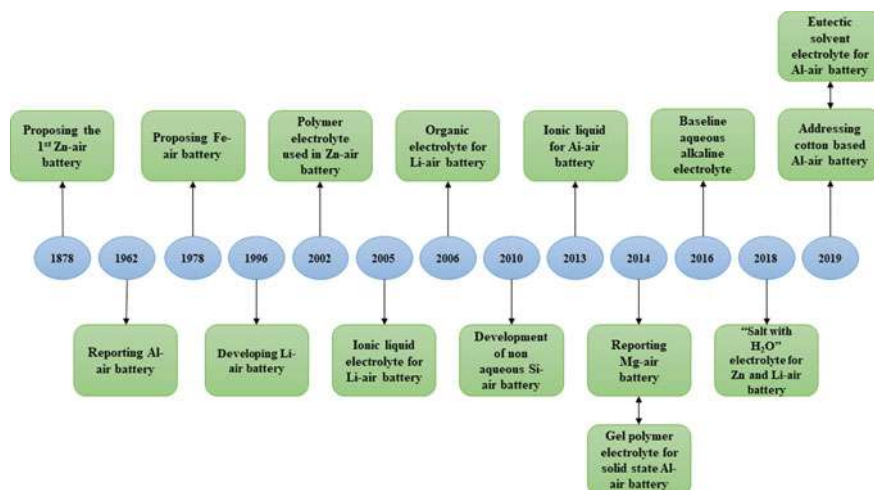 Eutectic
solvent
electrolyte for
Al-air battery
Proposing the
1st Zn-air
battery
Proposing Fe-
air battery
Polymer
electrolyte
used in Zn-air
battery
Organic
electrolyte for
Li-air battery
Ionic liquid
for Ai-air
battery
Baseline
aqueous
alkaline
electrolyte
Addressing
cotton based
Al-air battery
1878
1962
1978
1996
2002
2005
2006
2010
2013
2014
2016
2018
2019
Reporting Al-
air battery
Developing Li-
air battery
Ionic liquid
electrolyte for
Li-air battery
Development of
non
aqueous Si-
air battery
Reporting
Mg-air
battery
“Salt with
H₂O”
electrolyte for
Zn and Li-air
battery
Gel polymer
electrolyte for
solid state Al-
air battery